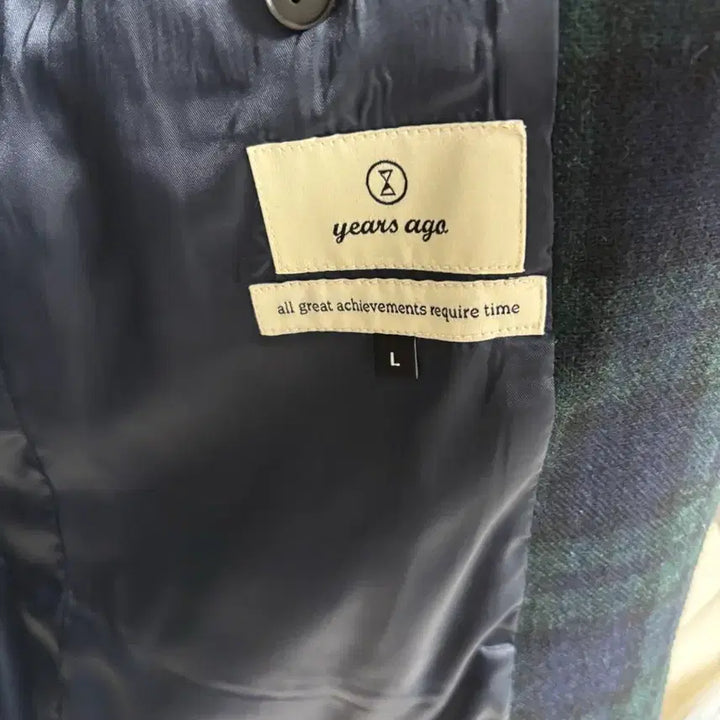 years ago
all great achievements require time
L